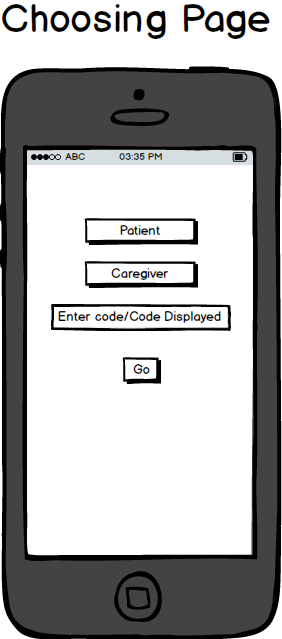 Choosing Page
ABC 03:35 PM
Patient
Caregiver
Enter code/Code Displayed
Go